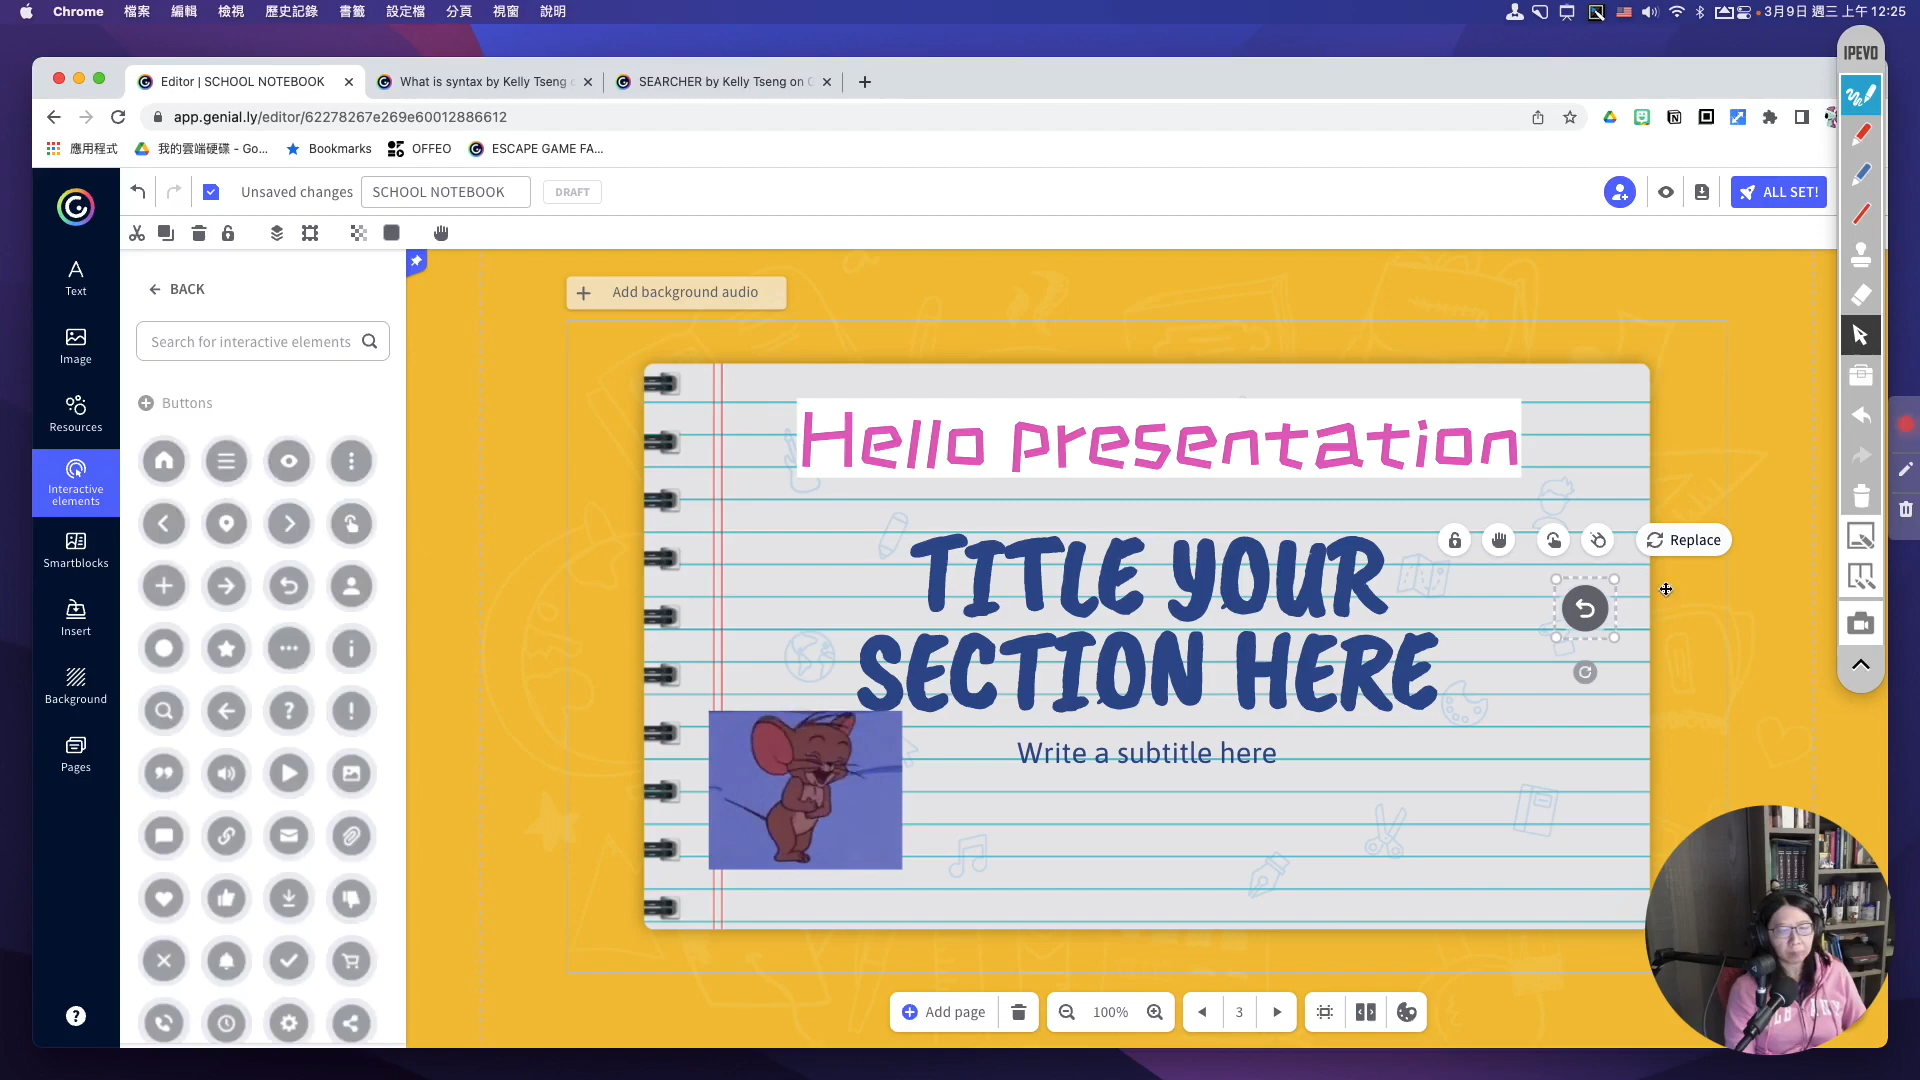 Chrome 檔案 編輯 檢視 歷史記錄 書籤 設定檔 分頁 視窗 說明 3月9日 週三 上午 12:25
IPEVO
Editor | SCHOOL NOTEBOOK What is syntax by Kelly Tseng SEARCHER by Kelly Tseng on
app.genial.ly/editor/62278267e269e60012886612
應用程式 我的雲端硬碟 - Go... Bookmarks OFFEO ESCAPE GAME FA...
Unsaved changes SCHOOL NOTEBOOK DRAFT ALL SET!
Text
Image
Resources
Interactive
elements
Smartblocks
Insert
Background
Pages
BACK
Search for interactive elements
Buttons
Add background audio
Hello presentation
Replace
TITLE YOUR
SECTION HERE
Write a subtitle here
Add page 100% 3